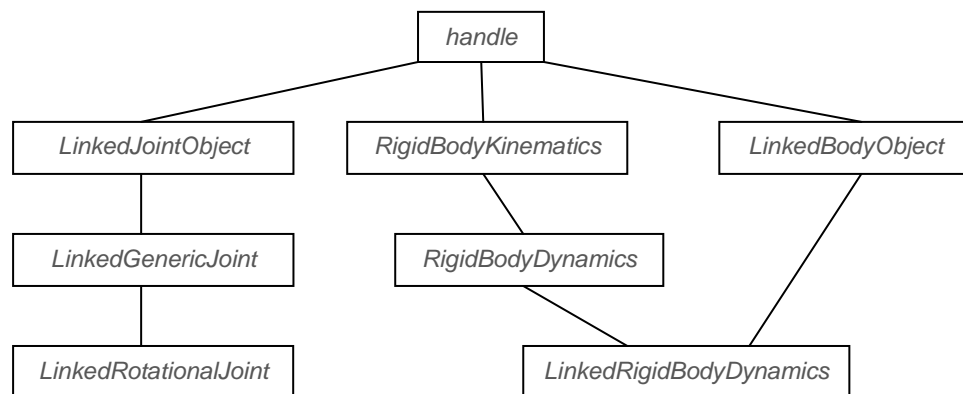 handle
LinkedJointObject
RigidBodyKinematics
LinkedBodyObject
LinkedGenericJoint
RigidBodyDynamics
LinkedRotationalJoint
LinkedRigidBodyDynamics